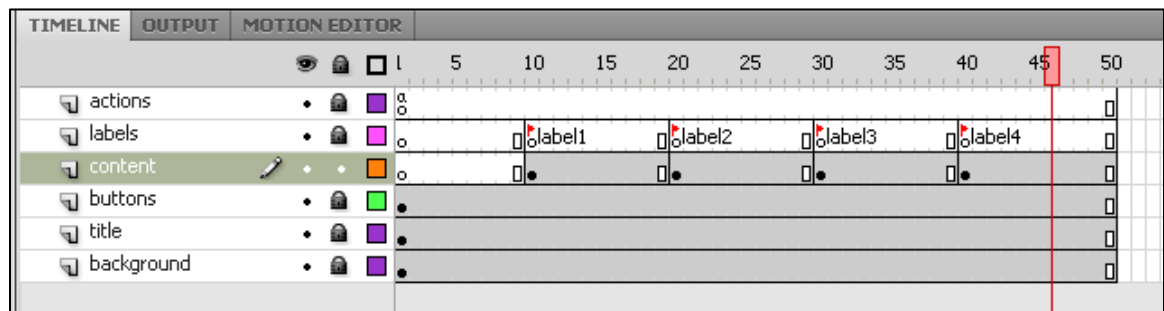 TIMELINE OUTPUT MOTION EDITOR
1 5 10 15 20 25 30 35 40 45 50
actions a
labels label1 label2 label3 label4
content
buttons
title
background